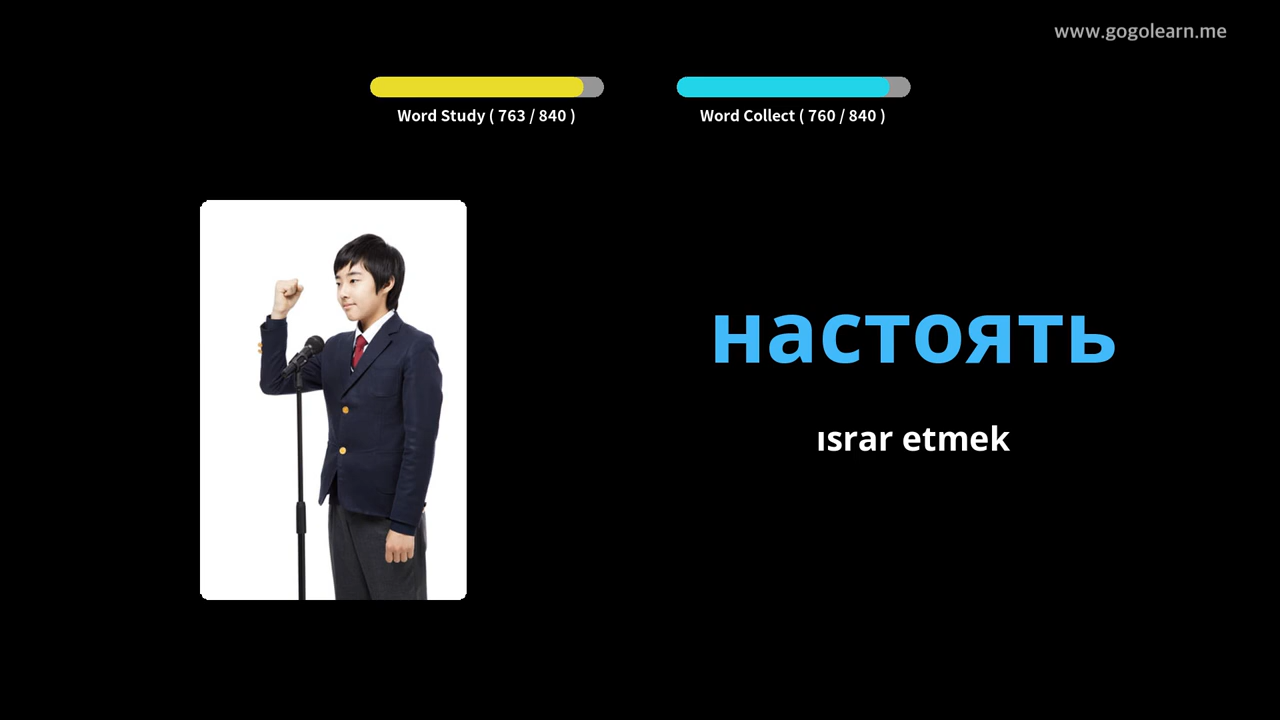 www.gogolearn.me
Word Study ( 763 / 840 )
Word Collect ( 760 / 840 )
настоять
ısrar etmek